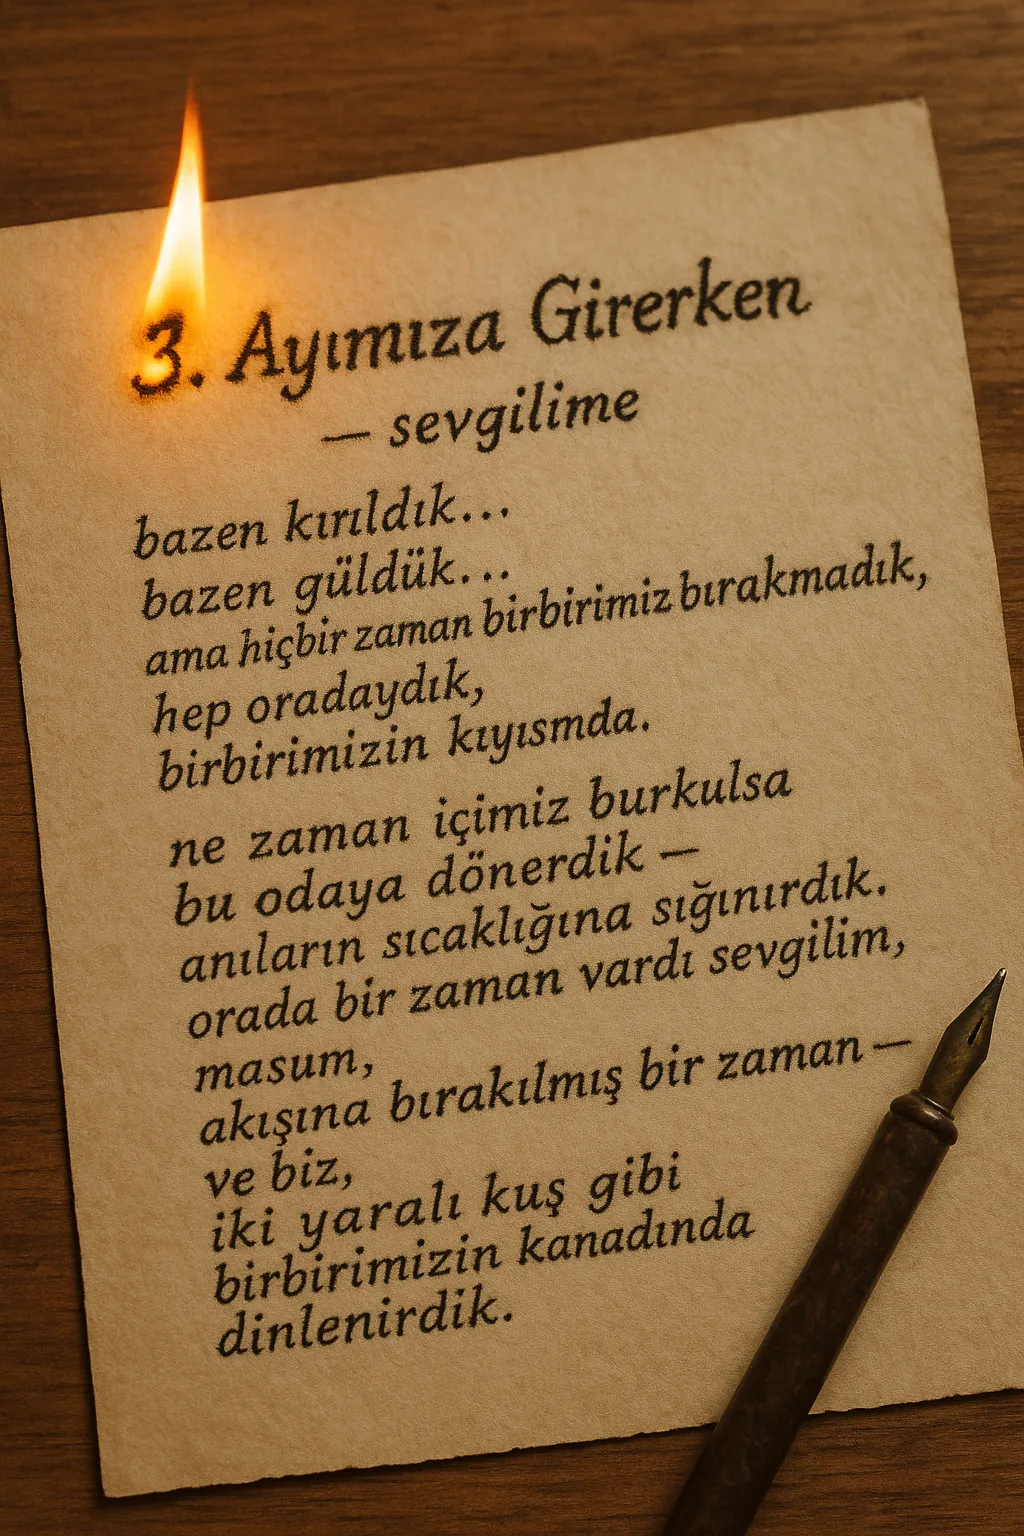 3. Ayımıza Girerken
— sevgilime
bazen kırıldık...
bazen güldük...
ama hiçbir zaman birbirimiz bırakmadık,
hep oradaydık,
birbirimizin kıyısmda.
ne zaman içimiz burkulsa
bu odaya dönerdik —
anıların sıcaklığına sığınırdık.
orada bir zaman vardı sevgilim,
masum,
akışına bırakılmış bir zaman —
ve biz,
iki yaralı kuş gibi
birbirimizin kanadında
dinlenirdik.